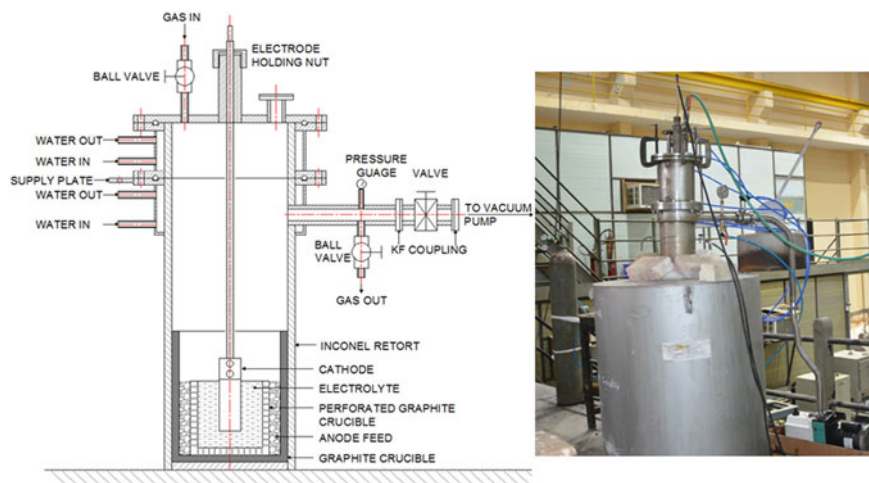 GAS IN
ELECTRODE
HOLDING NUT
BALL VALVE
WATER OUT
WATER IN
SUPPLY PLATE
WATER OUT
WATER IN
PRESSURE
GUAGE
VALVE
TO VACUUM
PUMP
BALL
VALVE
KF COUPLING
GAS OUT
INCONEL RETORT
CATHODE
ELECTROLYTE
PERFORATED GRAPHITE
CRUCIBLE
ANODE FEED
GRAPHITE CRUCIBLE